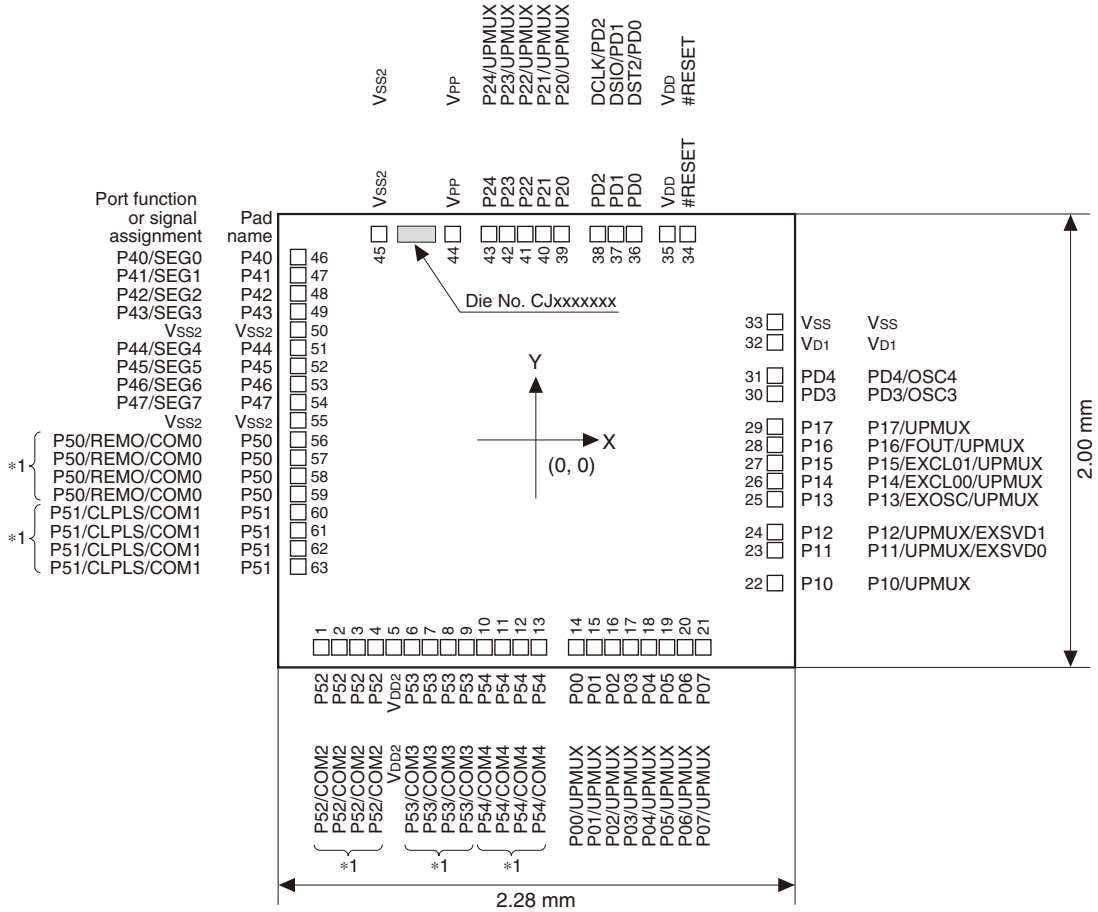 VSS2
VPP
P24/UPMUX
P23/UPMUX
P22/UPMUX
P21/UPMUX
P20/UPMUX
DCLK/PD2
DSIO/PD1
DST2/PD0
VDD
#RESET
VSS2
VPP
P24
P23
P22
P21
P20
PD2
PD1
PD0
VDD
#RESET
45
44
43
42
41
40
39
38
37
36
35
34
Die No. CJxxxxxxx
Port function
or signal
assignment
Pad
name
P40/SEG0 P40 46
P41/SEG1 P41 47
P42/SEG2 P42 48
P43/SEG3 P43 49
VSS2 VSS2 50
P44/SEG4 P44 51
P45/SEG5 P45 52
P46/SEG6 P46 53
P47/SEG7 P47 54
VSS2 VSS2 55
P50/REMO/COM0 P50 56
P50/REMO/COM0 P50 57
P50/REMO/COM0 P50 58
P50/REMO/COM0 P50 59
*1
P51/CLPLS/COM1 P51 60
P51/CLPLS/COM1 P51 61
P51/CLPLS/COM1 P51 62
P51/CLPLS/COM1 P51 63
*1
Y
X
(0, 0)
33 VSS VSS
32 VD1 VD1
31 PD4 PD4/OSC4
30 PD3 PD3/OSC3
29 P17 P17/UPMUX
28 P16 P16/FOUT/UPMUX
27 P15 P15/EXCL01/UPMUX
26 P14 P14/EXCL00/UPMUX
25 P13 P13/EXOSC/UPMUX
24 P12 P12/UPMUX/EXSVD1
23 P11 P11/UPMUX/EXSVD0
22 P10 P10/UPMUX
2.00 mm
1
2
3
4
5
6
7
8
9
10
11
12
13
14
15
16
17
18
19
20
21
P52
P52
P52
P52
VDD2
P53
P53
P53
P53
P54
P54
P54
P54
P00
P01
P02
P03
P04
P05
P06
P07
P52/COM2
P52/COM2
P52/COM2
P52/COM2
VDD2
P53/COM3
P53/COM3
P53/COM3
P53/COM3
P54/COM4
P54/COM4
P54/COM4
P54/COM4
P00/UPMUX
P01/UPMUX
P02/UPMUX
P03/UPMUX
P04/UPMUX
P05/UPMUX
P06/UPMUX
P07/UPMUX
*1
*1
*1
2.28 mm